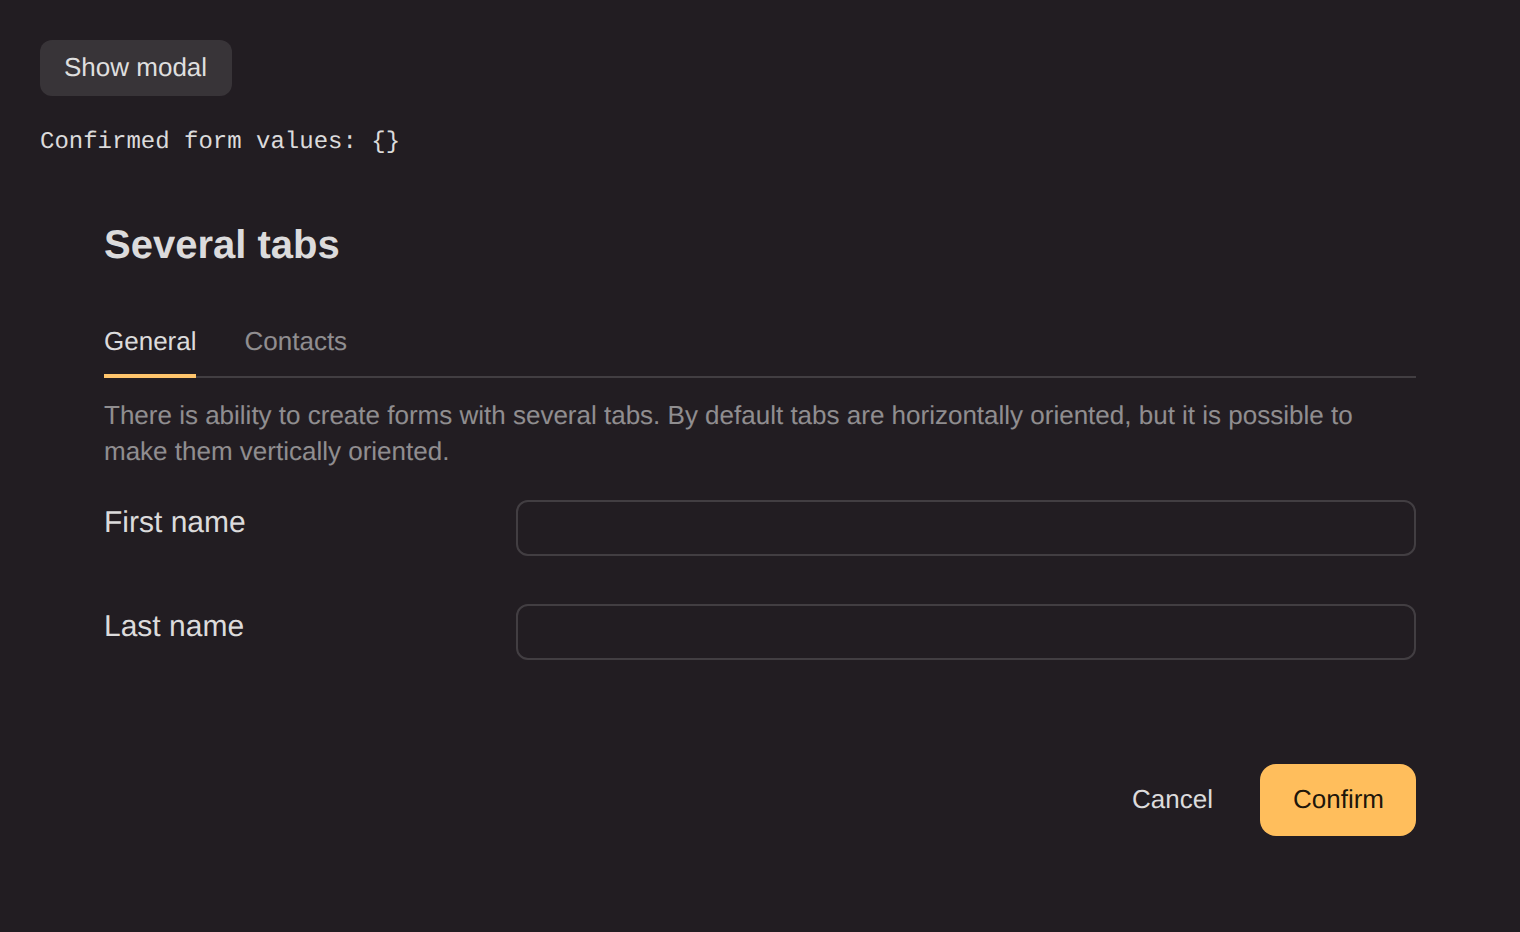 Show modal
Confirmed form values: {}
Several tabs
General Contacts
There is ability to create forms with several tabs. By default tabs are horizontally oriented, but it is possible to
make them vertically oriented.
First name
Last name
Cancel Confirm